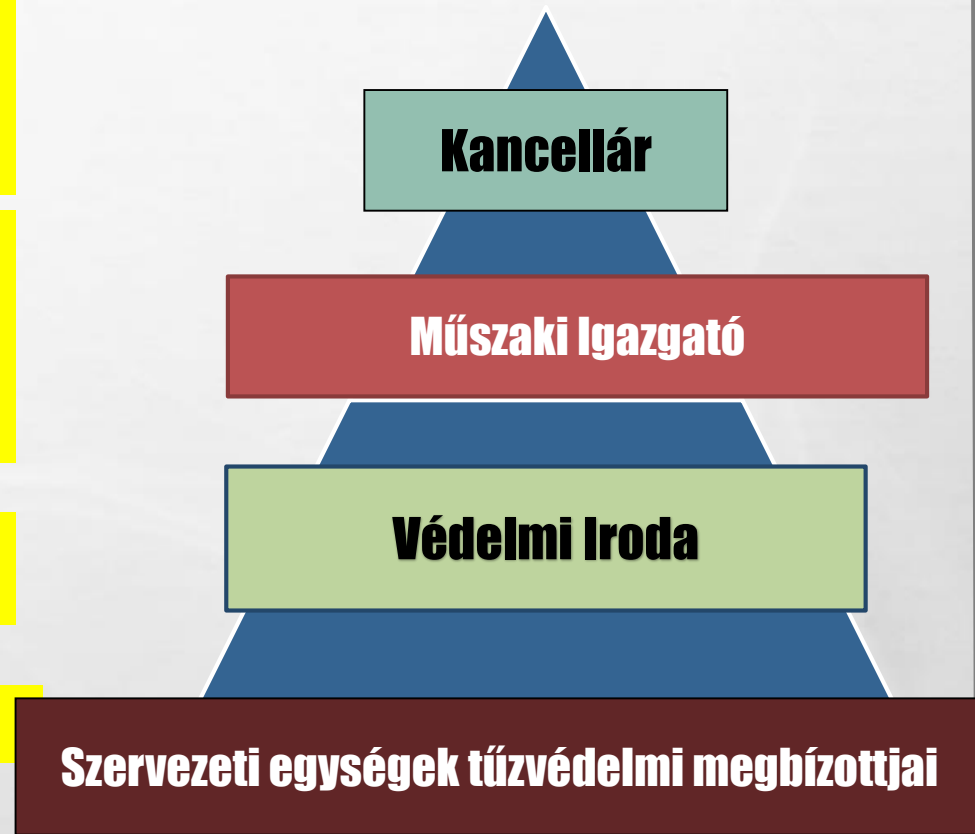 Kancellár
Műszaki Igazgató
Védelmi Iroda
Szervezeti egységek tűzvédelmi megbízottjai